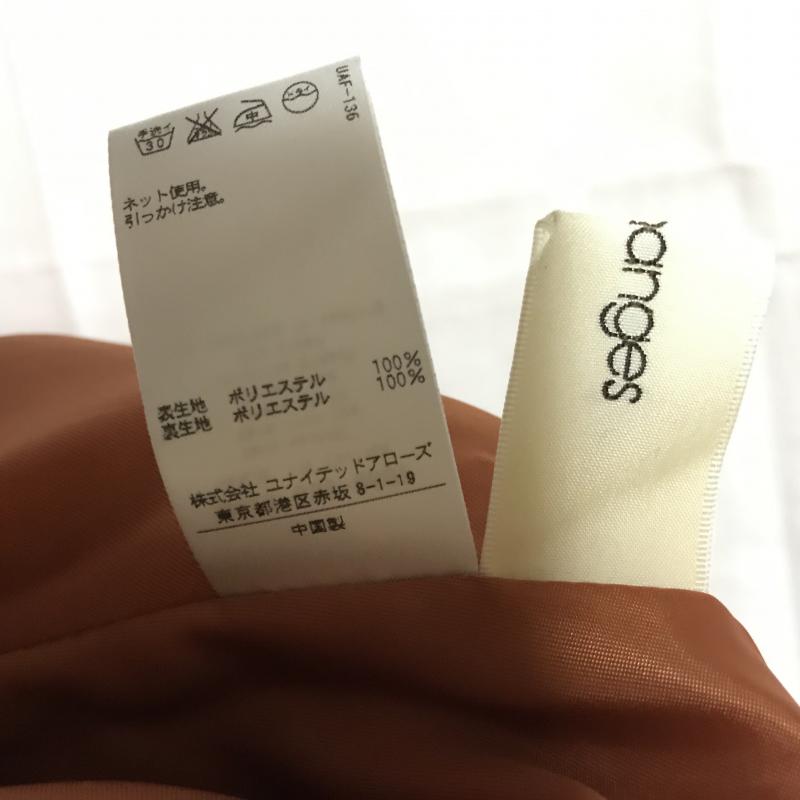 UAF-136
手洗イ
30
中
ドライ
ネット使用。
引っかけ注意。
表生地 ポリエステル 100%
裏生地 ポリエステル 100%
株式会社 ユナイテッドアローズ
東京都港区赤坂 8-1-19
中国製
anges